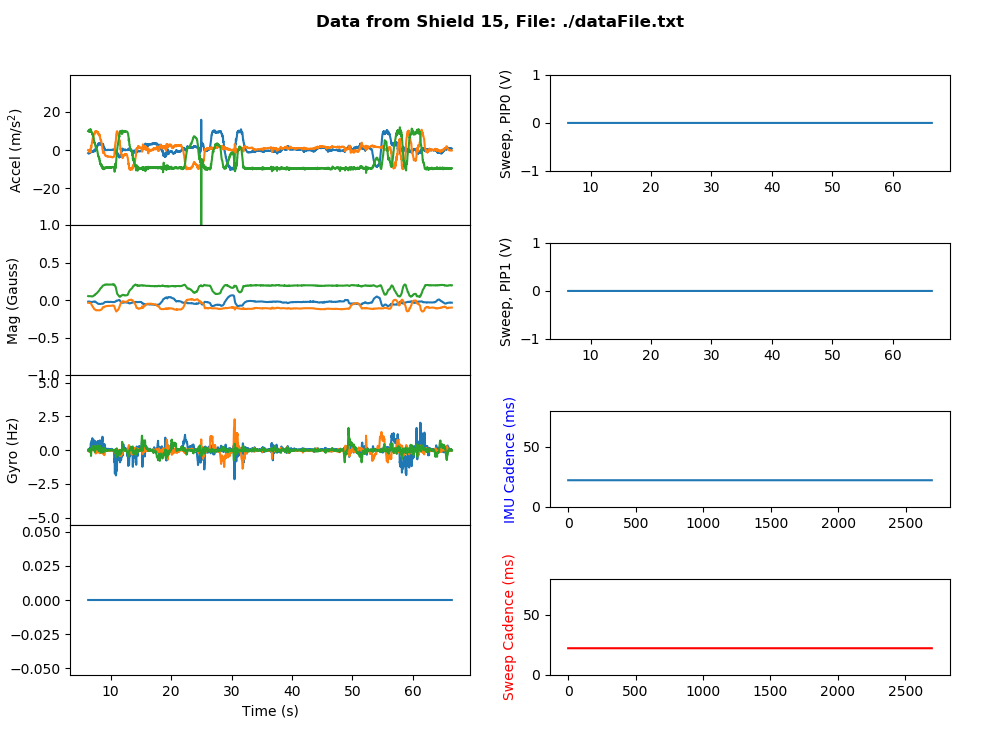 Data from Shield 15, File: ./dataFile.txt
Accel (m/s²)
20
0
−20
Mag (Gauss)
1.0
0.5
0.0
−0.5
−1.0
Gyro (Hz)
5.0
2.5
0.0
−2.5
−5.0
0.050
0.025
0.000
−0.025
−0.050
10 20 30 40 50 60
Time (s)
Sweep, PIP0 (V)
1
0
−1
10 20 30 40 50 60
Sweep, PIP1 (V)
1
0
−1
10 20 30 40 50 60
IMU Cadence (ms)
50
0
0 500 1000 1500 2000 2500
Sweep Cadence (ms)
50
0
0 500 1000 1500 2000 2500